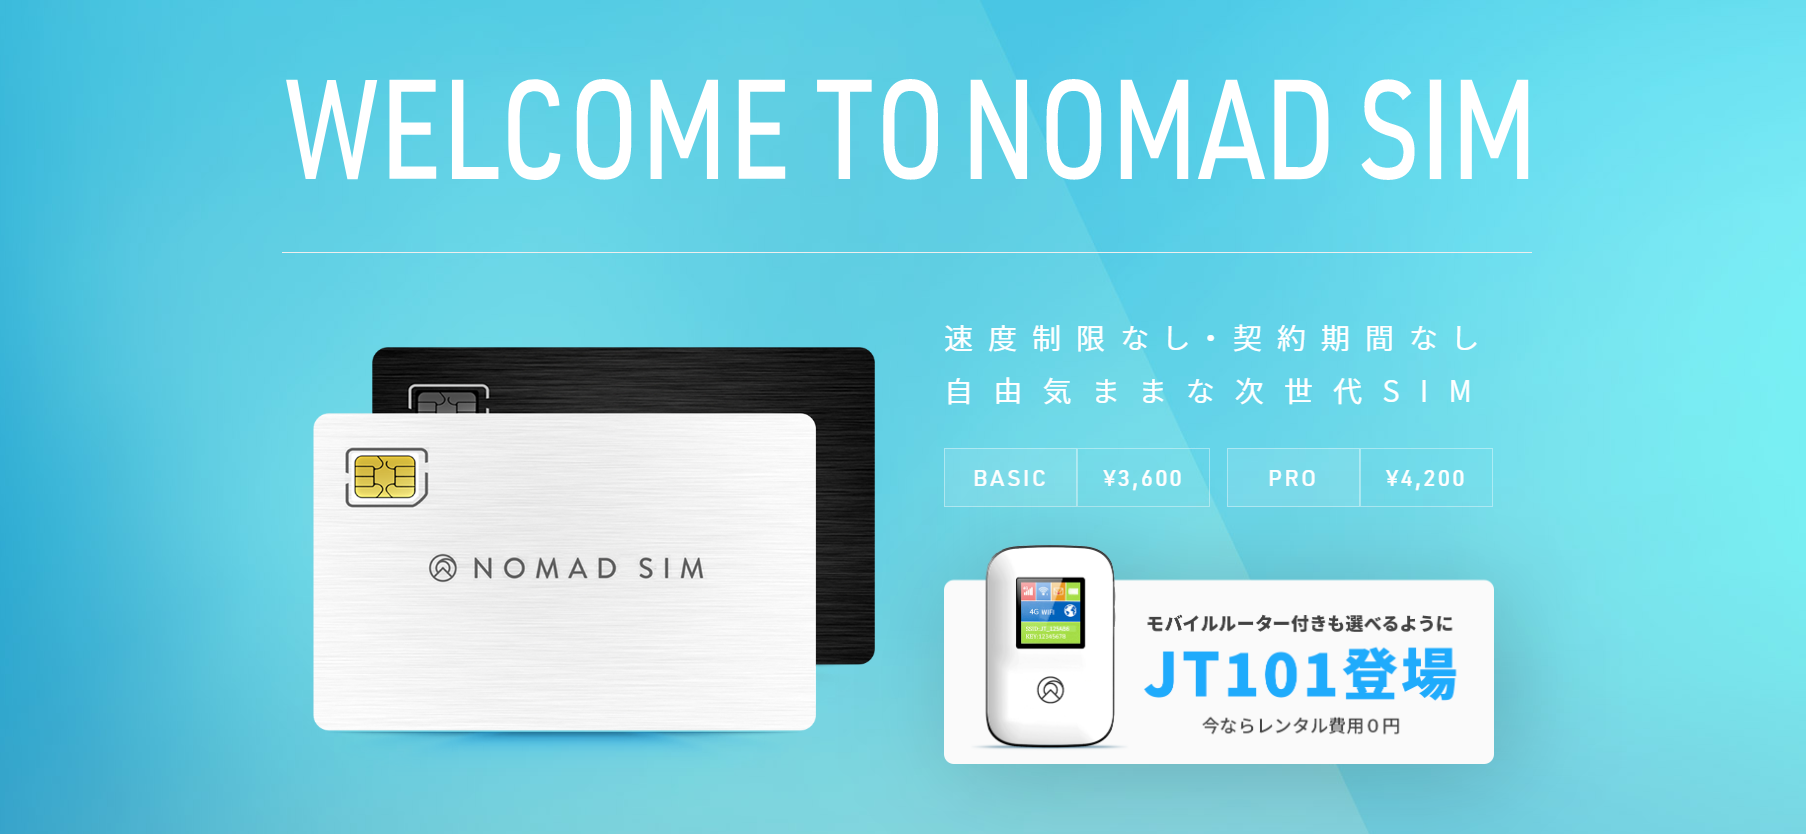 WELCOME TO NOMAD SIM
速度制限なし・契約期間なし
自由気ままな次世代SIM
BASIC ¥3,600 PRO ¥4,200
NOMAD SIM
4G WiFi
モバイルルーター付きも選べるように
JT101登場
今ならレンタル費用0円